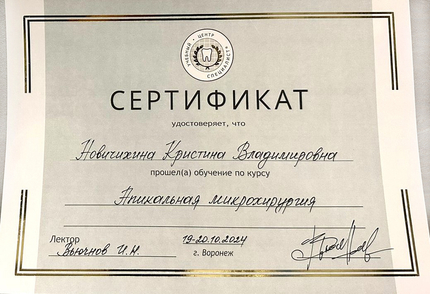 УЧЕБНЫЙ • ЦЕНТР
СПЕЦИАЛИСТ
СЕРТИФИКАТ
удостоверяет, что
Новичихина Кристина Владимировна
прошел(а) обучение по курсу
Апикальная микрохирургия
Лектор
Вьючнов И.Н.
19-20.10.2024
г. Воронеж